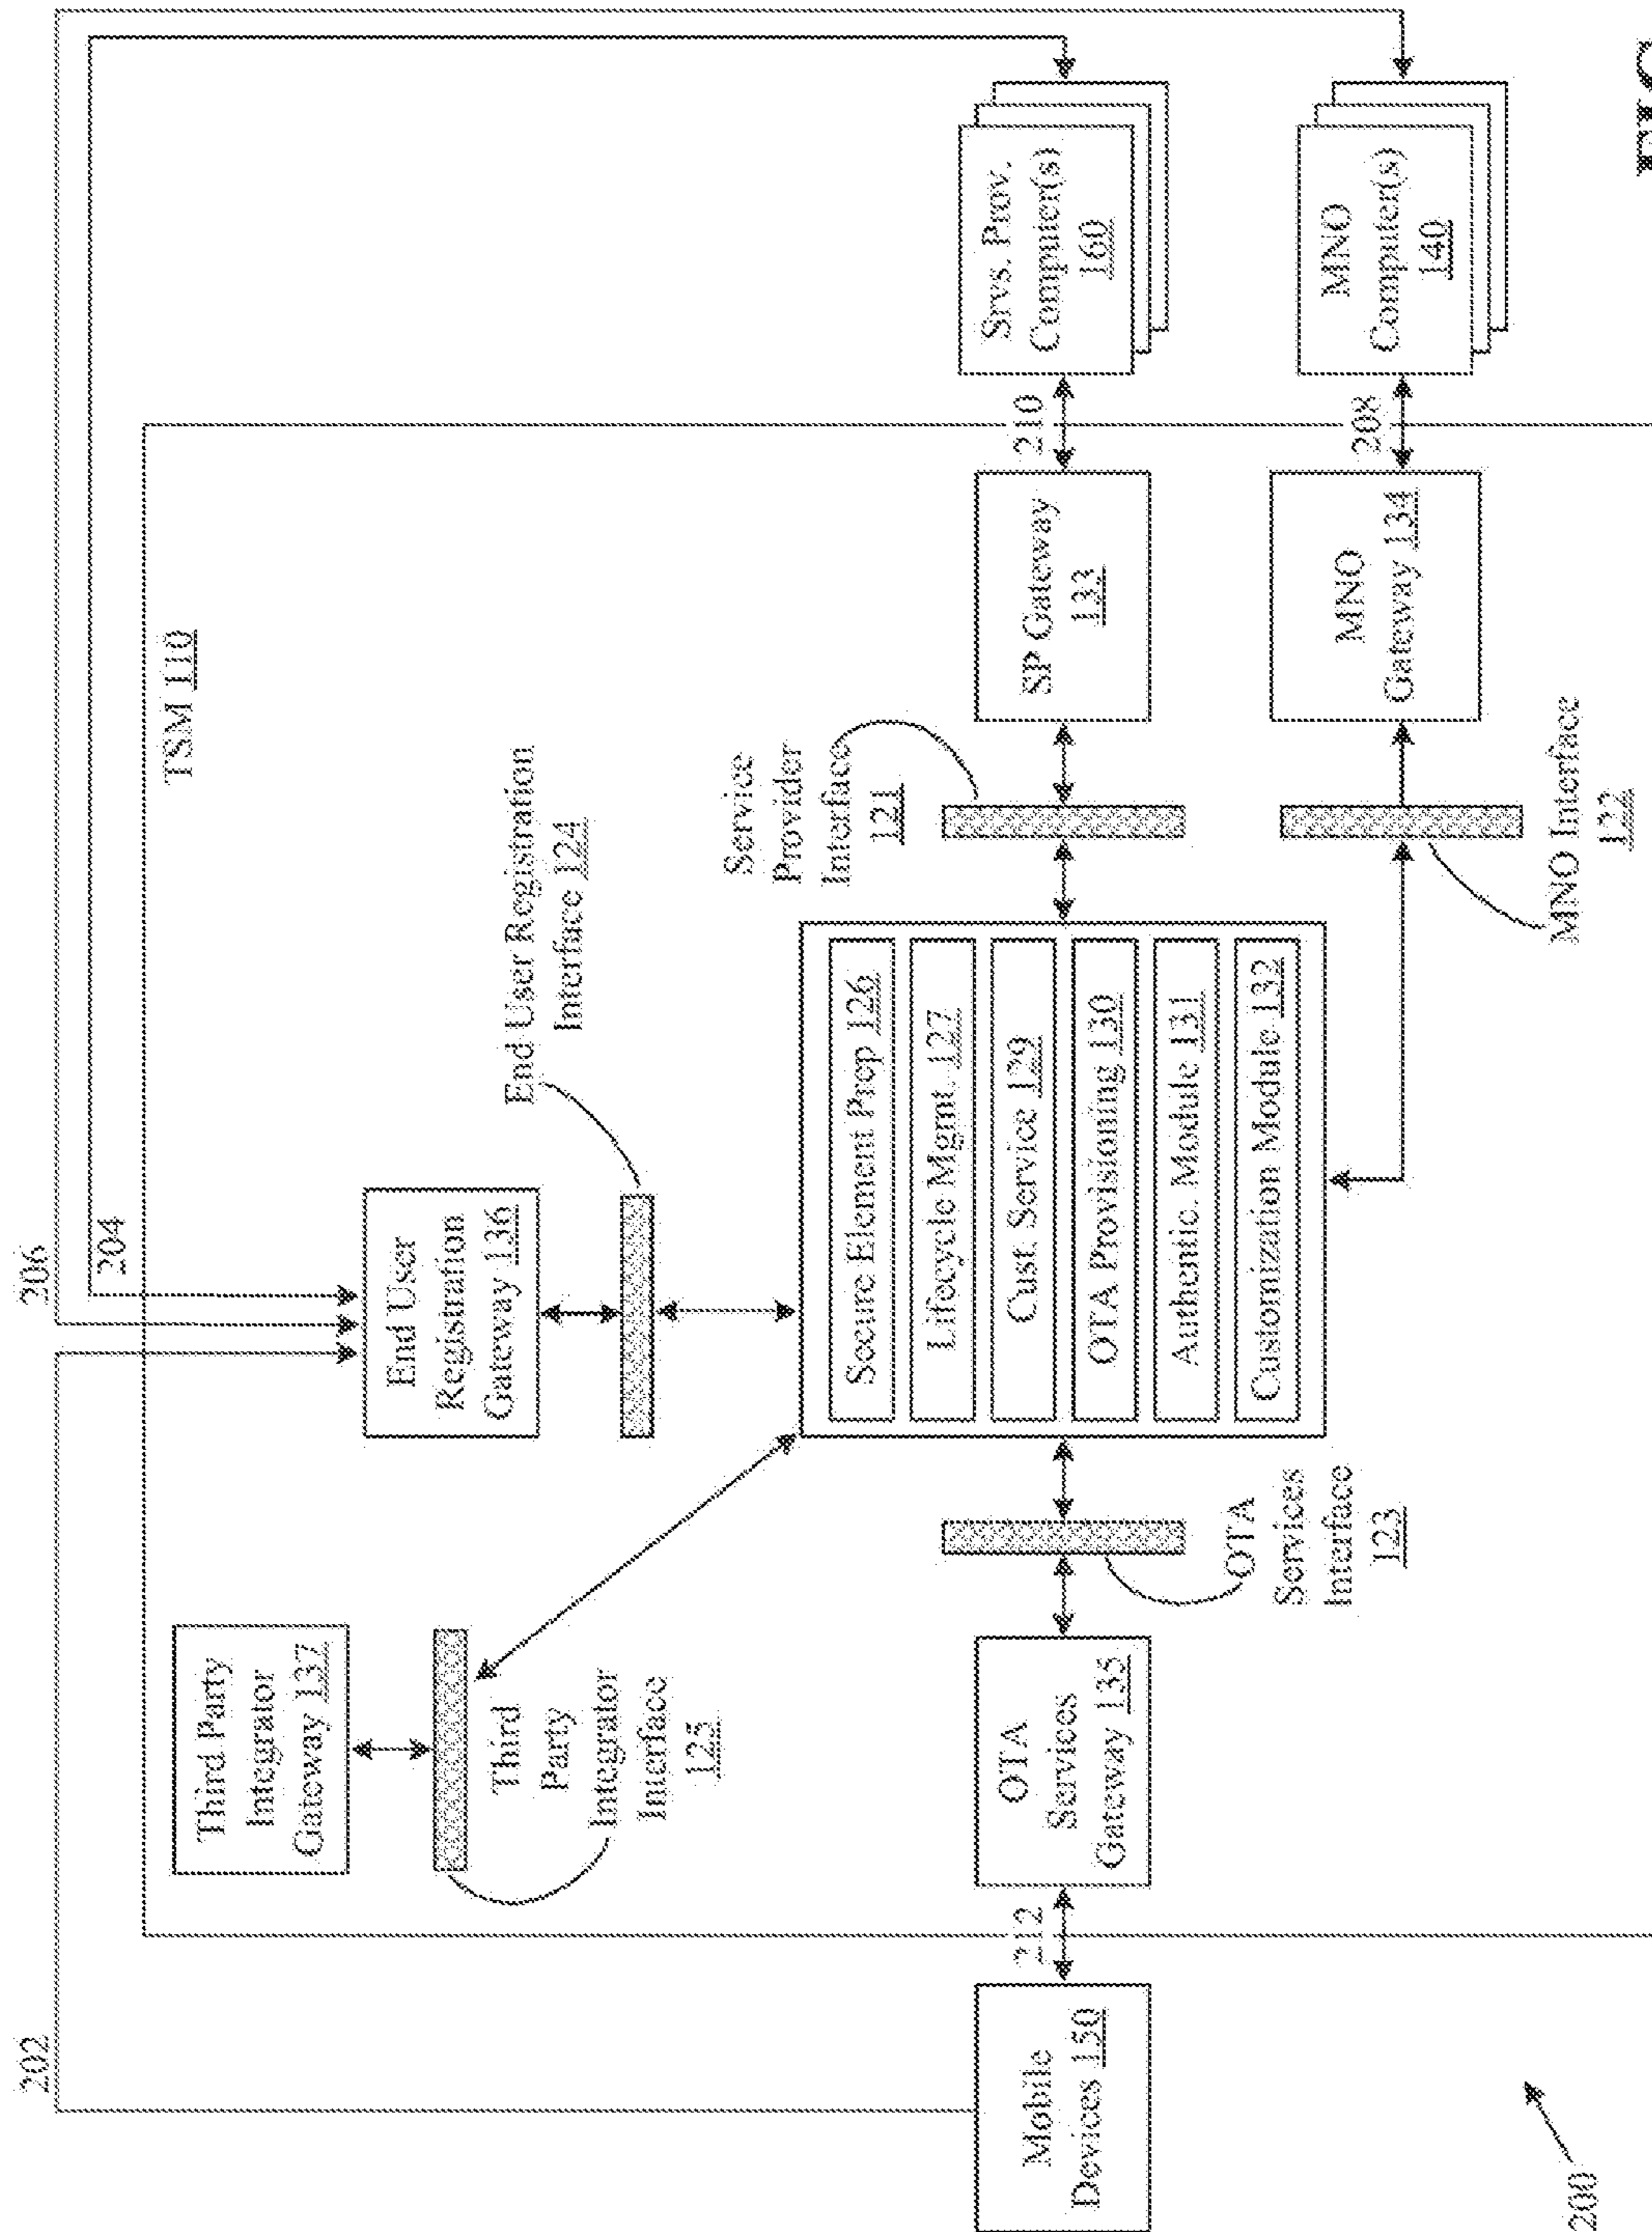 202
206
204
TSM 110
Third Party
Integrator
Gateway 137
End User
Registration
Gateway 136
End User Registration
Interface 124
Third
Party
Integrator
Interface
125
Service
Provider
Interface
121
Secure Element Prep 126
Lifecycle Mgmt. 127
Cust. Service 129
OTA Provisioning 130
Authentic. Module 131
Customization Module 132
Mobile
Devices 150
212
OTA
Services
Gateway 135
OTA
Services
Interface
123
SP Gateway
133
210
Srvs. Prov.
Computer(s)
160
MNO
Gateway 134
208
MNO
Computer(s)
140
MNO Interface
122
200